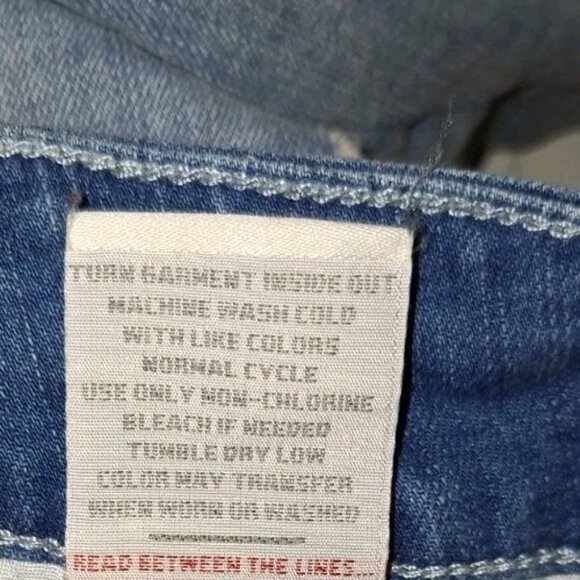 TURN GARMENT INSIDE OUT
MACHINE WASH COLD
WITH LIKE COLORS
NORMAL CYCLE
USE ONLY NON-CHLORINE
BLEACH IF NEEDED
TUMBLE DRY LOW
COLOR MAY TRANSFER
WHEN WORN OR WASHED
READ BETWEEN THE LINES...